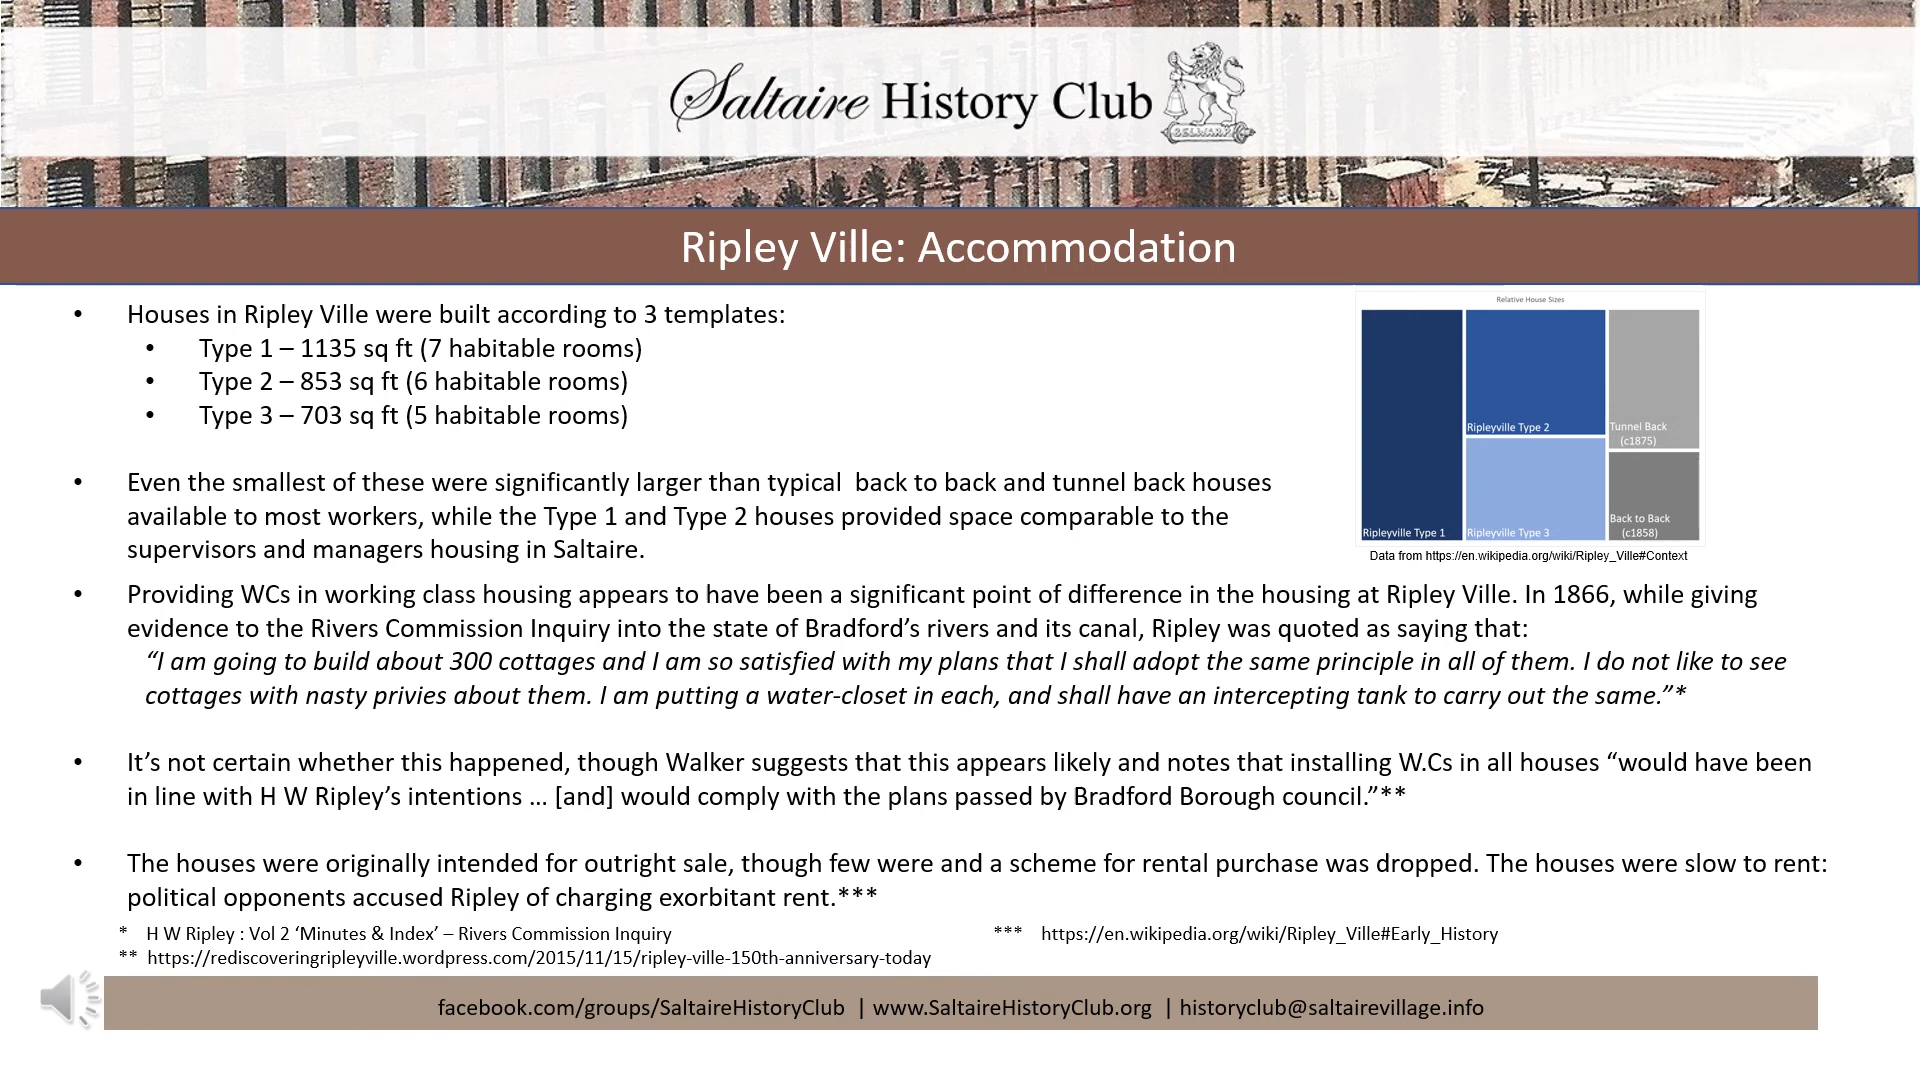 Saltaire History Club
Ripley Ville: Accommodation
• Houses in Ripley Ville were built according to 3 templates:
• Type 1 – 1135 sq ft (7 habitable rooms)
• Type 2 – 853 sq ft (6 habitable rooms)
• Type 3 – 703 sq ft (5 habitable rooms)
• Even the smallest of these were significantly larger than typical  back to back and tunnel back houses
available to most workers, while the Type 1 and Type 2 houses provided space comparable to the
supervisors and managers housing in Saltaire.
Relative House Sizes
Ripleyville Type 1
Ripleyville Type 2
Ripleyville Type 3
Tunnel Back
(c1875)
Back to Back
(c1858)
Data from https://en.wikipedia.org/wiki/Ripley_Ville#Context
• Providing WCs in working class housing appears to have been a significant point of difference in the housing at Ripley Ville. In 1866, while giving
evidence to the Rivers Commission Inquiry into the state of Bradford’s rivers and its canal, Ripley was quoted as saying that:
“I am going to build about 300 cottages and I am so satisfied with my plans that I shall adopt the same principle in all of them. I do not like to see
cottages with nasty privies about them. I am putting a water-closet in each, and shall have an intercepting tank to carry out the same.”*
• It’s not certain whether this happened, though Walker suggests that this appears likely and notes that installing W.Cs in all houses “would have been
in line with H W Ripley’s intentions … [and] would comply with the plans passed by Bradford Borough council.”**
• The houses were originally intended for outright sale, though few were and a scheme for rental purchase was dropped. The houses were slow to rent:
political opponents accused Ripley of charging exorbitant rent.***
* H W Ripley : Vol 2 ‘Minutes & Index’ – Rivers Commission Inquiry
** https://rediscoveringripleyville.wordpress.com/2015/11/15/ripley-ville-150th-anniversary-today
*** https://en.wikipedia.org/wiki/Ripley_Ville#Early_History
facebook.com/groups/SaltaireHistoryClub | www.SaltaireHistoryClub.org | historyclub@saltairevillage.info